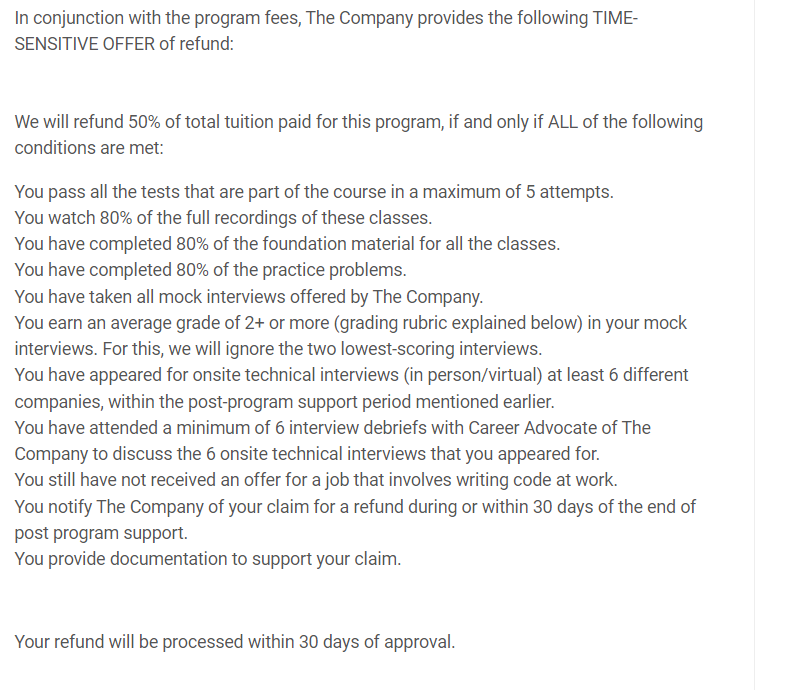 In conjunction with the program fees, The Company provides the following TIME-
SENSITIVE OFFER of refund:
We will refund 50% of total tuition paid for this program, if and only if ALL of the following
conditions are met:
You pass all the tests that are part of the course in a maximum of 5 attempts.
You watch 80% of the full recordings of these classes.
You have completed 80% of the foundation material for all the classes.
You have completed 80% of the practice problems.
You have taken all mock interviews offered by The Company.
You earn an average grade of 2+ or more (grading rubric explained below) in your mock
interviews. For this, we will ignore the two lowest-scoring interviews.
You have appeared for onsite technical interviews (in person/virtual) at least 6 different
companies, within the post-program support period mentioned earlier.
You have attended a minimum of 6 interview debriefs with Career Advocate of The
Company to discuss the 6 onsite technical interviews that you appeared for.
You still have not received an offer for a job that involves writing code at work.
You notify The Company of your claim for a refund during or within 30 days of the end of
post program support.
You provide documentation to support your claim.
Your refund will be processed within 30 days of approval.